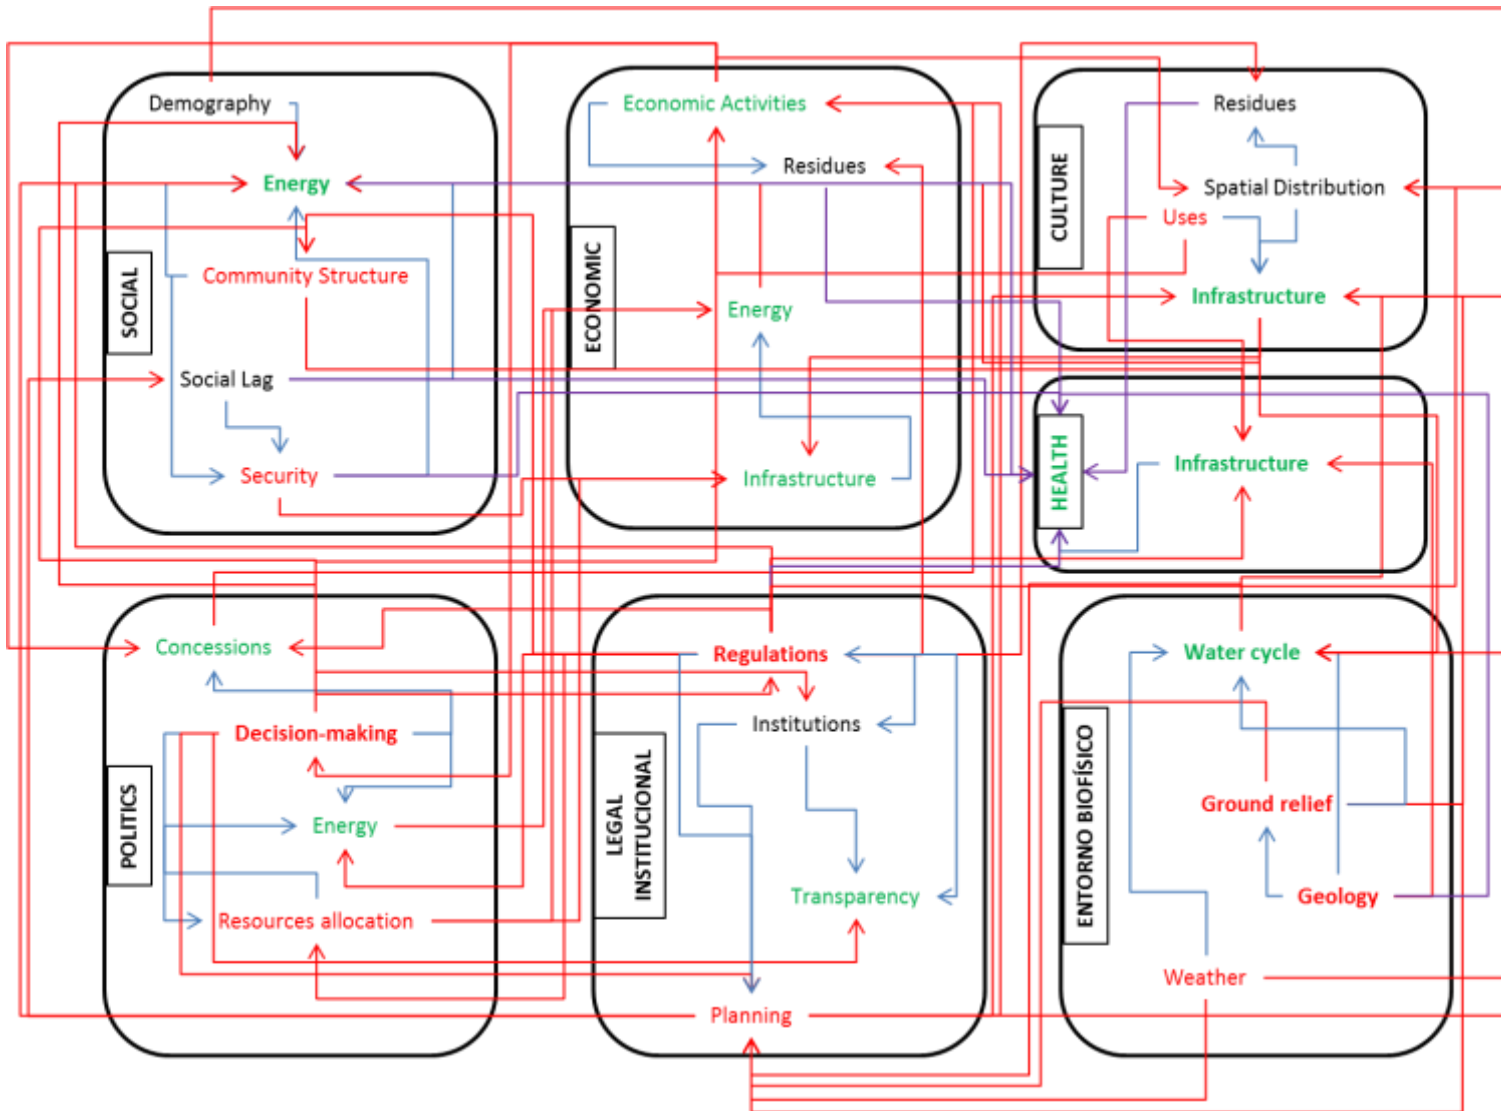 SOCIAL
Demography
Energy
Community Structure
Social Lag
Security
ECONOMIC
Economic Activities
Residues
Energy
Infrastructure
CULTURE
Residues
Spatial Distribution
Uses
Infrastructure
HEALTH
Infrastructure
POLITICS
Concessions
Decision-making
Energy
Resources allocation
LEGAL
INSTITUCIONAL
Regulations
Institutions
Transparency
Planning
ENTORNO BIOFÍSICO
Water cycle
Ground relief
Geology
Weather